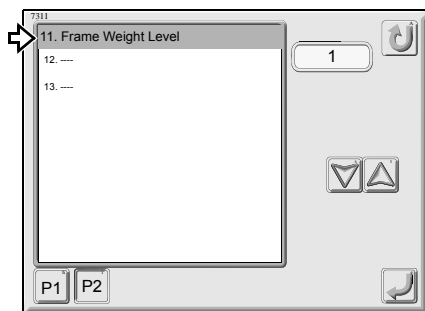 7311
11. Frame Weight Level
1
12. ----
13. ----
P1 P2